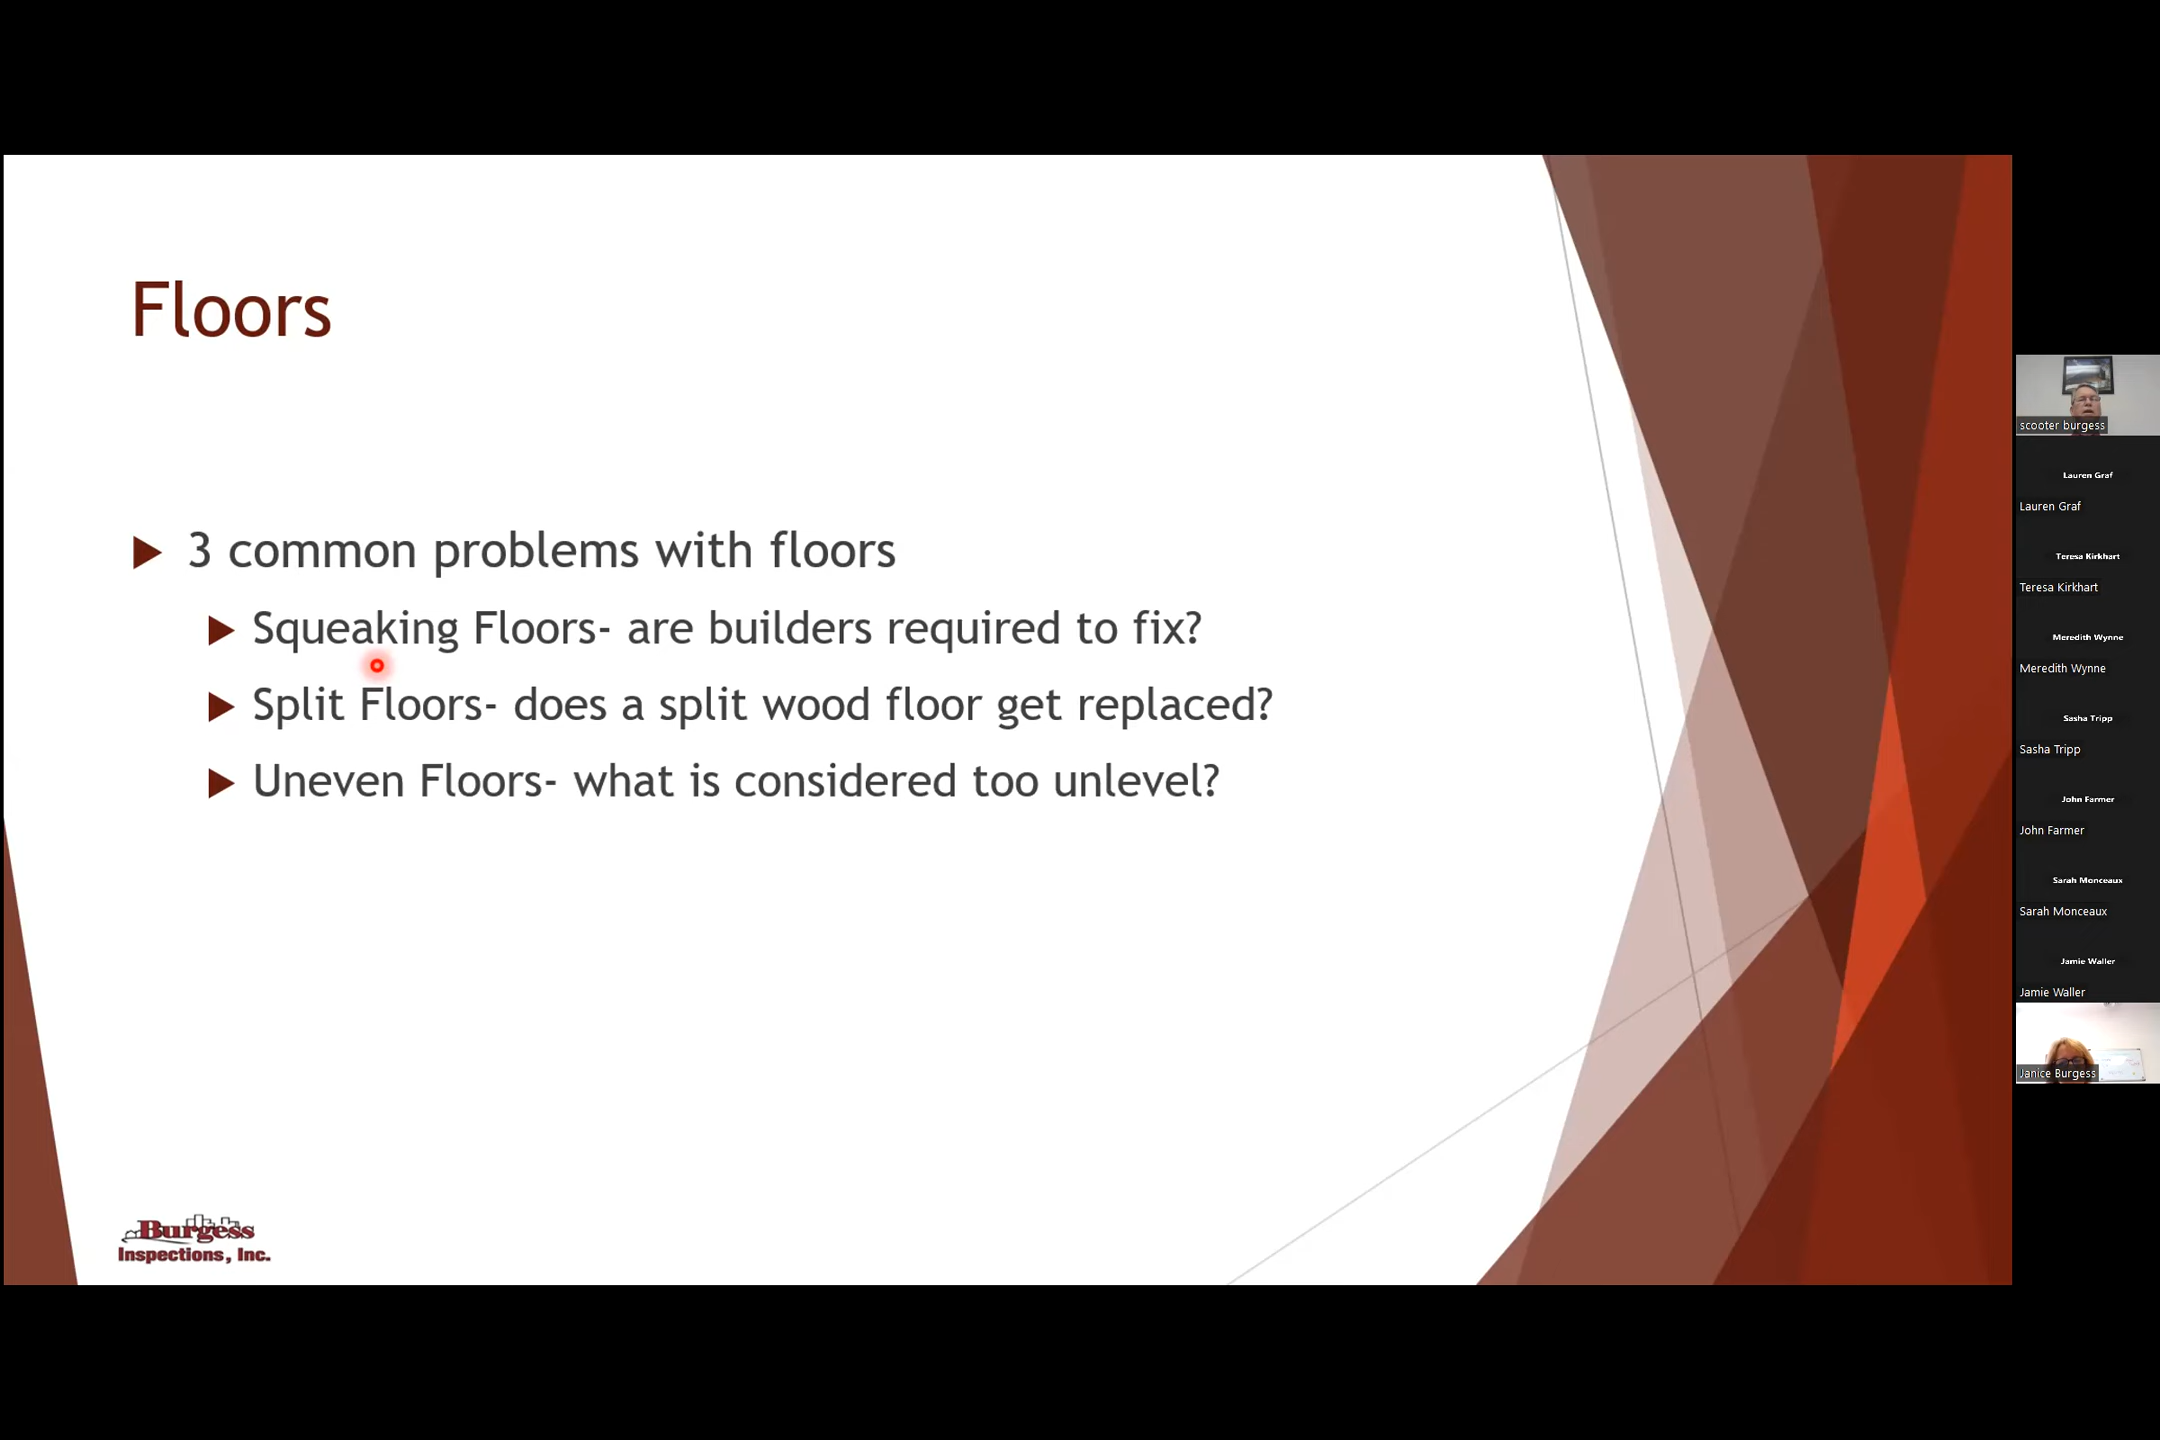 Floors
3 common problems with floors
Squeaking Floors- are builders required to fix?
Split Floors- does a split wood floor get replaced?
Uneven Floors- what is considered too unlevel?
Burgess
Inspections, Inc.
scooter burgess
Lauren Graf
Lauren Graf
Teresa Kirkhart
Teresa Kirkhart
Meredith Wynne
Meredith Wynne
Sasha Tripp
Sasha Tripp
John Farmer
John Farmer
Sarah Monceaux
Sarah Monceaux
Jamie Waller
Jamie Waller
Janice Burgess